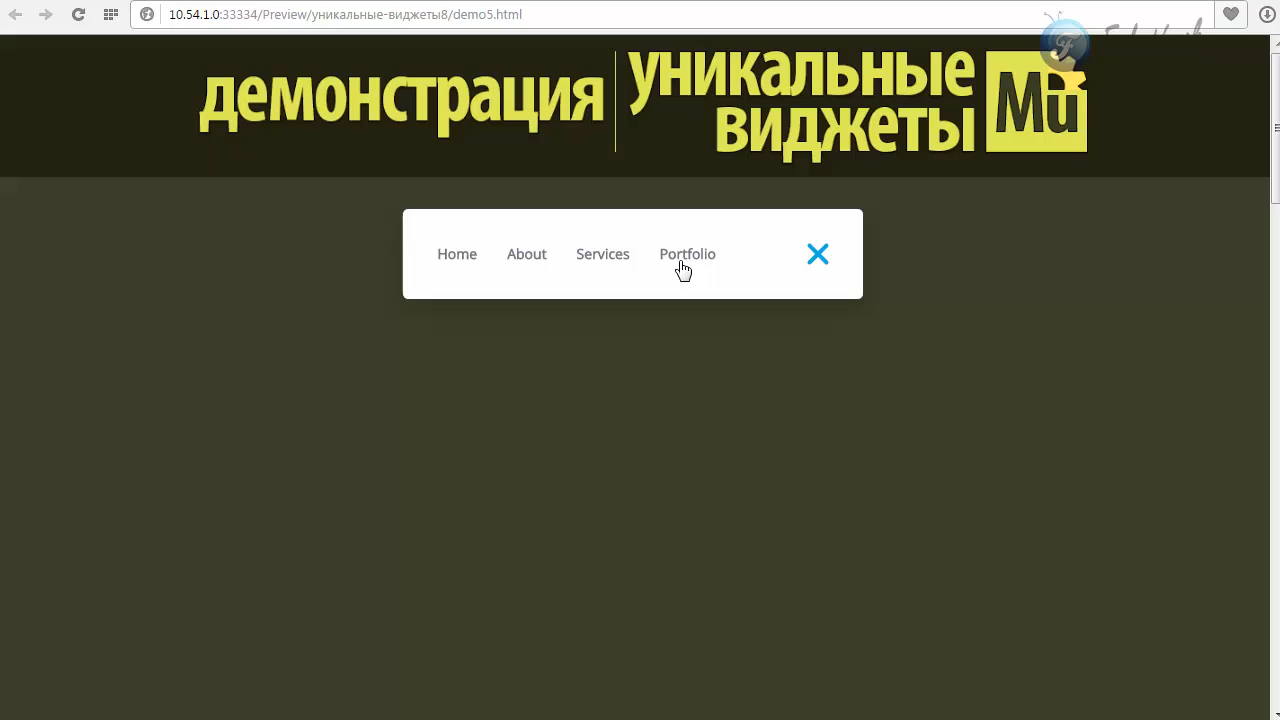 10.54.1.0:33334/Preview/уникальные-виджеты8/demo5.html
демонстрация
уникальные
виджеты
Mu
Home About Services Portfolio